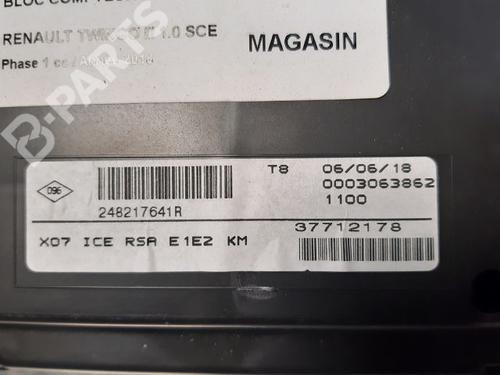 RENAULT TWINGO 1.0 SCE
Phase 1
MAGASIN
B-PARTS
T8 06/06/18
096
0003063862
248217641R
1100
X07 ICE RSA E1E2 KM
37712178